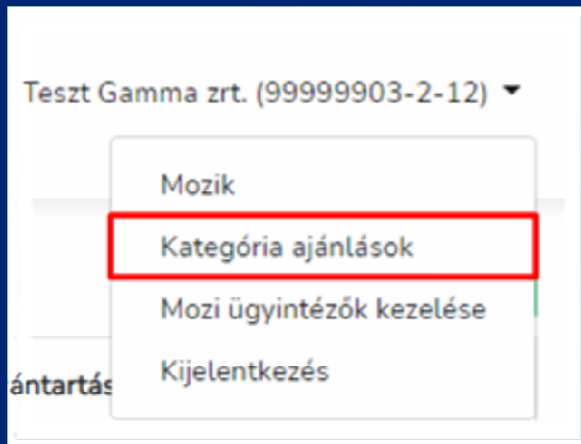 Teszt Gamma zrt. (99999903-2-12)
Mozik
Kategória ajánlások
Mozi ügyintézők kezelése
Kijelentkezés
ántartás